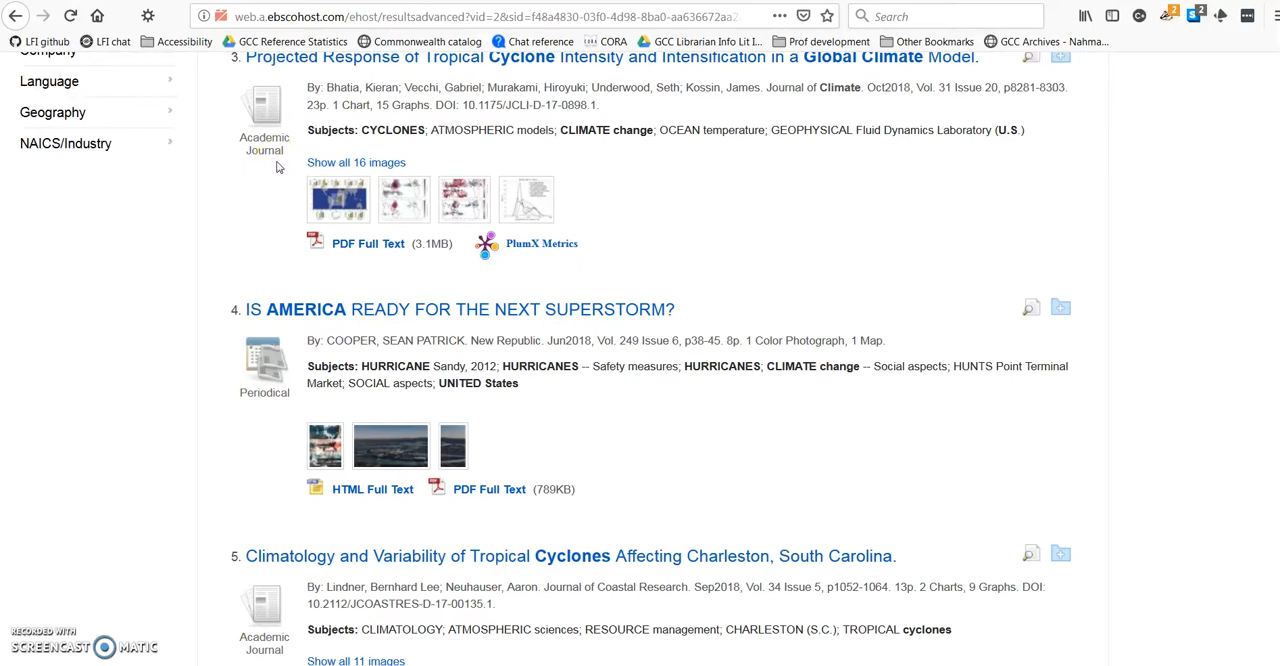 web.a.ebscohost.com/ehost/resultsadvanced?vid=2&sid=f48a4830-03f0-4d98-8ba0-aa636672aa2
Search
2
2
LFI github
LFI chat
Accessibility
GCC Reference Statistics
Commonwealth catalog
Chat reference
CORA
GCC Librarian Info Lit I...
Prof development
Other Bookmarks
GCC Archives - Nahma...
Company
Language
Geography
NAICS/Industry
3. Projected Response of Tropical Cyclone Intensity and Intensification in a Global Climate Model.
Academic
Journal
By: Bhatia, Kieran; Vecchi, Gabriel; Murakami, Hiroyuki; Underwood, Seth; Kossin, James. Journal of Climate. Oct2018, Vol. 31 Issue 20, p8281-8303.
23p. 1 Chart, 15 Graphs. DOI: 10.1175/JCLI-D-17-0898.1.
Subjects: CYCLONES; ATMOSPHERIC models; CLIMATE change; OCEAN temperature; GEOPHYSICAL Fluid Dynamics Laboratory (U.S.)
Show all 16 images
PDF Full Text (3.1MB)
PlumX Metrics
4. IS AMERICA READY FOR THE NEXT SUPERSTORM?
Periodical
By: COOPER, SEAN PATRICK. New Republic. Jun2018, Vol. 249 Issue 6, p38-45. 8p. 1 Color Photograph, 1 Map.
Subjects: HURRICANE Sandy, 2012; HURRICANES -- Safety measures; HURRICANES; CLIMATE change -- Social aspects; HUNTS Point Terminal
Market; SOCIAL aspects; UNITED States
HTML Full Text
PDF Full Text (789KB)
5. Climatology and Variability of Tropical Cyclones Affecting Charleston, South Carolina.
Academic
Journal
By: Lindner, Bernhard Lee; Neuhauser, Aaron. Journal of Coastal Research. Sep2018, Vol. 34 Issue 5, p1052-1064. 13p. 2 Charts, 9 Graphs. DOI:
10.2112/JCOASTRES-D-17-00135.1.
Subjects: CLIMATOLOGY; ATMOSPHERIC sciences; RESOURCE management; CHARLESTON (S.C.); TROPICAL cyclones
Show all 11 images
RECORDED WITH
SCREENCAST MATIC